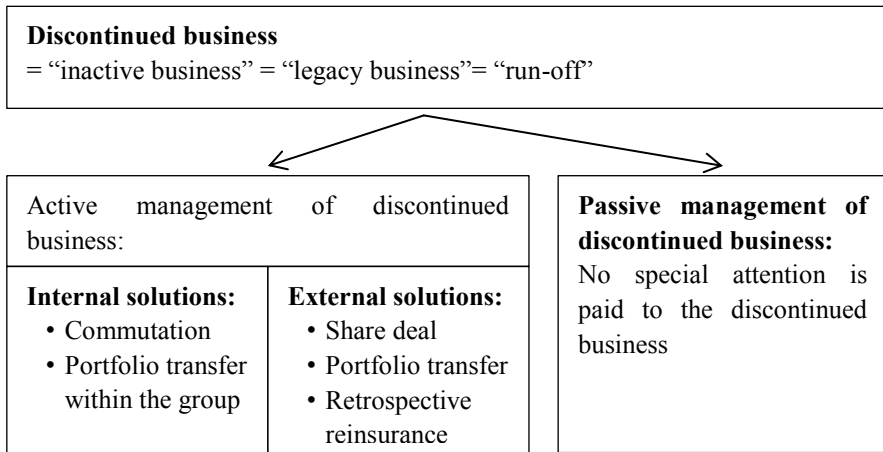 Discontinued business
= “inactive business” = “legacy business”= “run-off”
Active management of discontinued
business:
Internal solutions:
• Commutation
• Portfolio transfer
within the group
External solutions:
• Share deal
• Portfolio transfer
• Retrospective
reinsurance
Passive management of
discontinued business:
No special attention is
paid to the discontinued
business